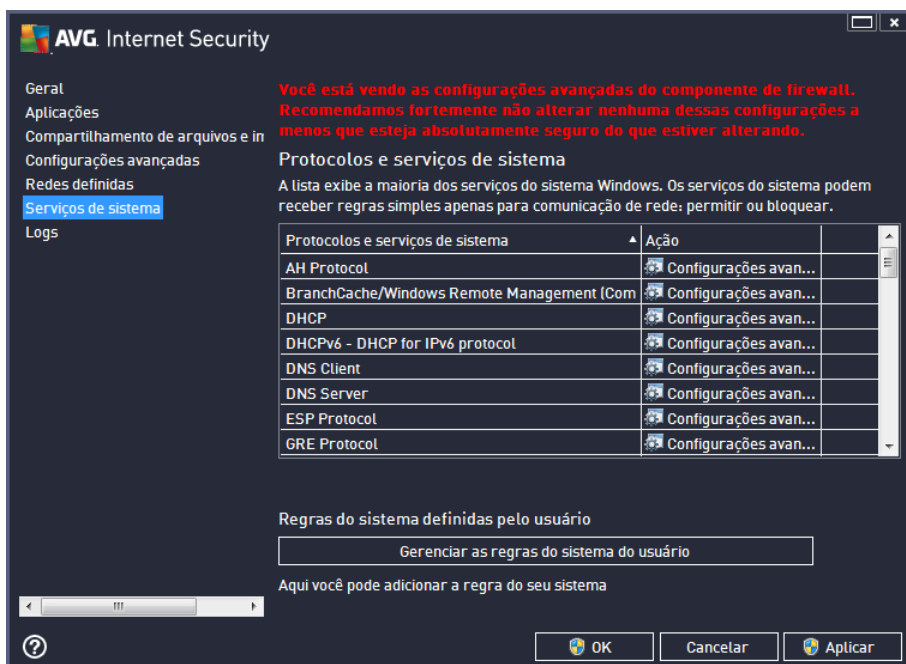 AVG. Internet Security
Geral
Aplicações
Compartilhamento de arquivos e in
Configurações avançadas
Redes definidas
Serviços de sistema
Logs
Você está vendo as configurações avançadas do componente de firewall.
Recomendamos fortemente não alterar nenhuma dessas configurações a
menos que esteja absolutamente seguro do que estiver alterando.
Protocolos e serviços de sistema
A lista exibe a maioria dos serviços do sistema Windows. Os serviços do sistema podem
receber regras simples apenas para comunicação de rede: permitir ou bloquear.
Protocolos e serviços de sistema Ação
AH Protocol Configurações avan...
BranchCache/Windows Remote Management (Com Configurações avan...
DHCP Configurações avan...
DHCPv6 - DHCP for IPv6 protocol Configurações avan...
DNS Client Configurações avan...
DNS Server Configurações avan...
ESP Protocol Configurações avan...
GRE Protocol Configurações avan...
Regras do sistema definidas pelo usuário
Gerenciar as regras do sistema do usuário
Aqui você pode adicionar a regra do seu sistema
OK Cancelar Aplicar